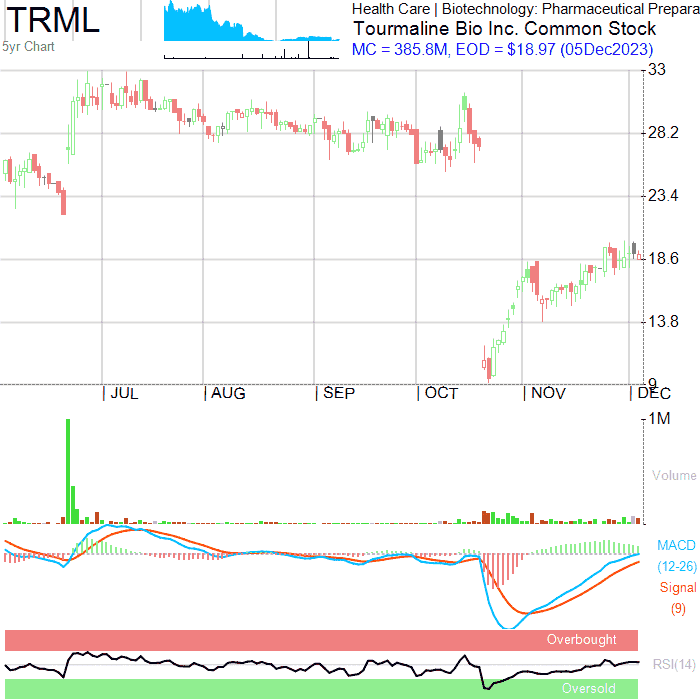 TRML
5yr Chart
Health Care | Biotechnology: Pharmaceutical Prepara
Tourmaline Bio Inc. Common Stock
MC = 385.8M, EOD = $18.97 (05Dec2023)
33
28.2
23.4
18.6
13.8
9
JUL
AUG
SEP
OCT
NOV
DEC
1M
Volume
MACD
(12-26)
Signal
(9)
Overbought
RSI(14)
Oversold